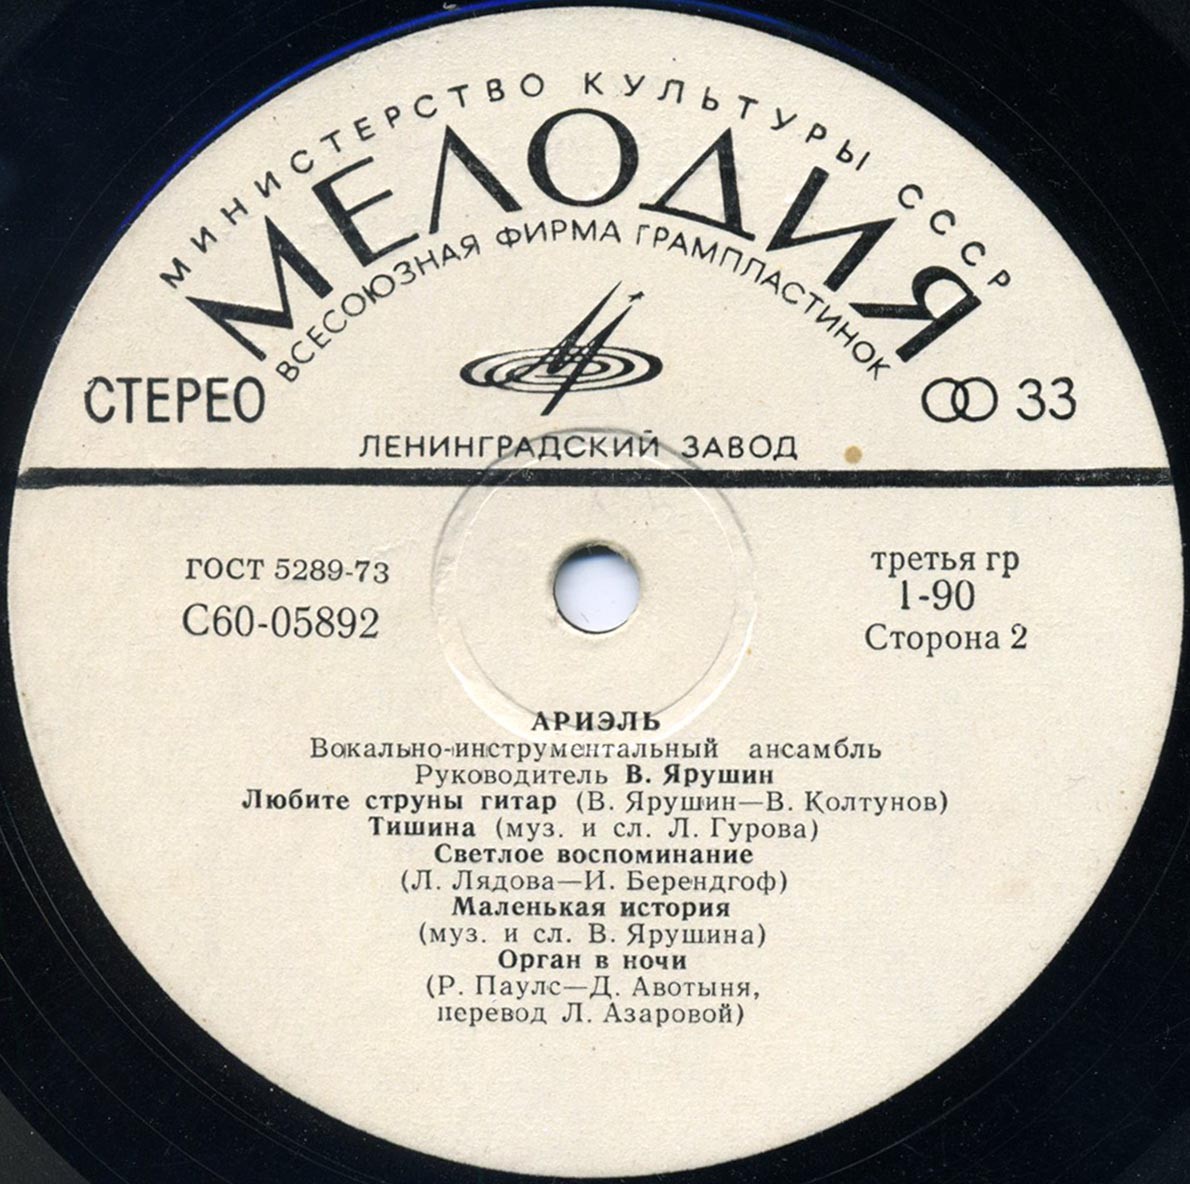 МИНИСТЕРСТВО КУЛЬТУРЫ СССР
МЕЛОДИЯ
ВСЕСОЮЗНАЯ ФИРМА ГРАМПЛАСТИНОК
СТЕРЕО
33
ЛЕНИНГРАДСКИЙ ЗАВОД
ГОСТ 5289-73
С60-05892
третья гр
1-90
Сторона 2
АРИЭЛЬ
Вокально-инструментальный ансамбль
Руководитель В. Ярушин
Любите струны гитар (В. Ярушин—В. Колтунов)
Тишина (муз. и сл. Л. Гурова)
Светлое воспоминание
(Л. Лядова—И. Берендгоф)
Маленькая история
(муз. и сл. В. Ярушина)
Орган в ночи
(Р. Паулс—Д. Авотыня,
перевод Л. Азаровой)